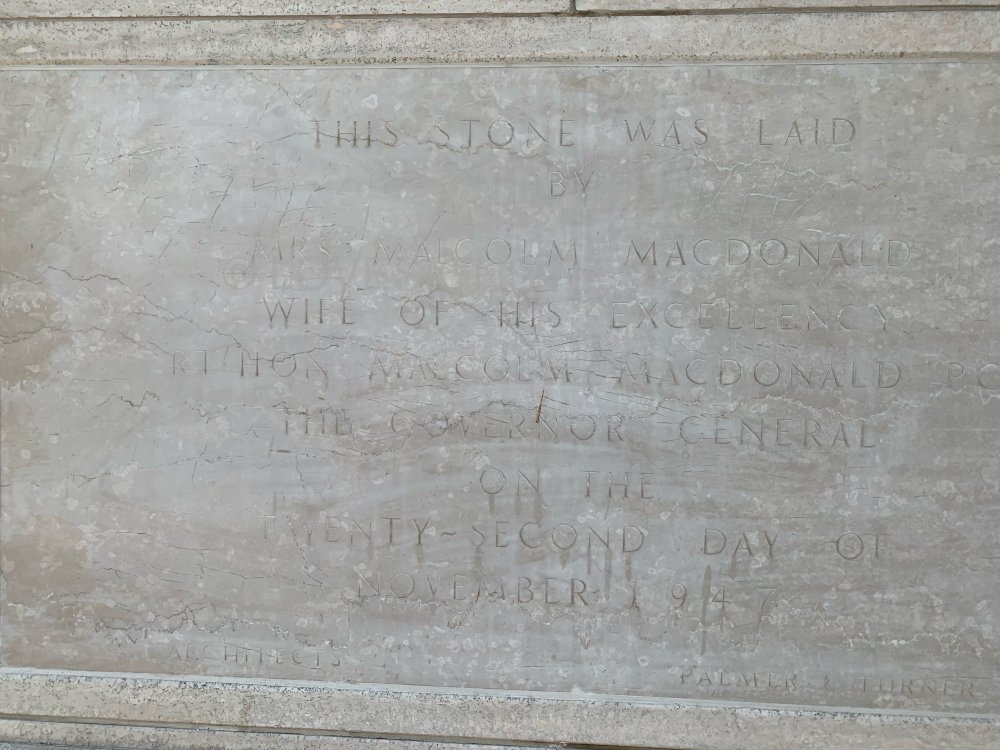 THIS STONE WAS LAID
BY
MRS MALCOLM MACDONALD
WIFE OF HIS EXCELLENCY
RT HON MALCOLM MACDONALD PC
THE GOVERNOR GENERAL
ON THE
TWENTY-SECOND DAY OF
NOVEMBER 1947
ARCHITECTS PALMER & TURNER